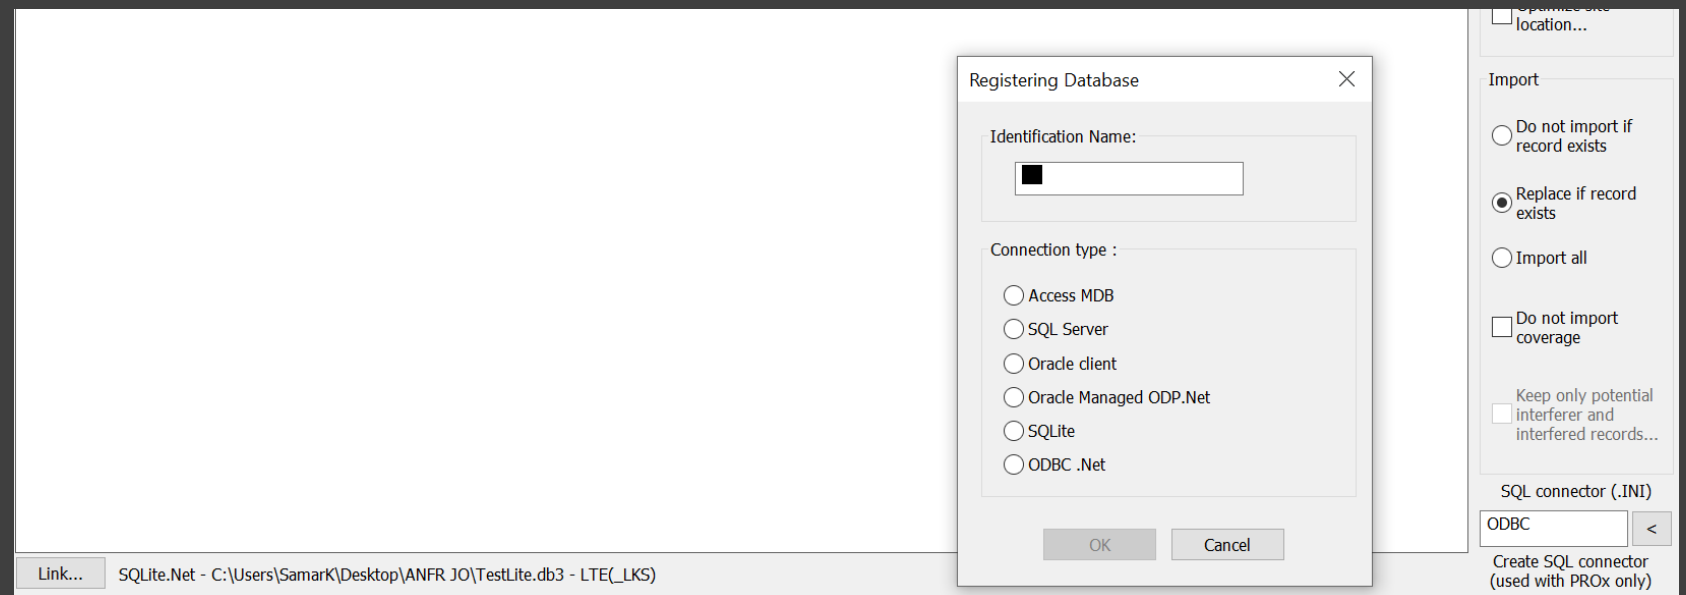 Optimize site
location...
Registering Database
Import
Identification Name:
Do not import if
record exists
Replace if record
exists
Connection type :
Import all
Access MDB
SQL Server
Do not import
coverage
Oracle client
Oracle Managed ODP.Net
Keep only potential
interferer and
interfered records...
SQLite
ODBC .Net
SQL connector (.INI)
ODBC
<
OK
Cancel
Create SQL connector
(used with PROx only)
Link...
SQLite.Net - C:\Users\SamarK\Desktop\ANFR JO\TestLite.db3 - LTE(_LKS)